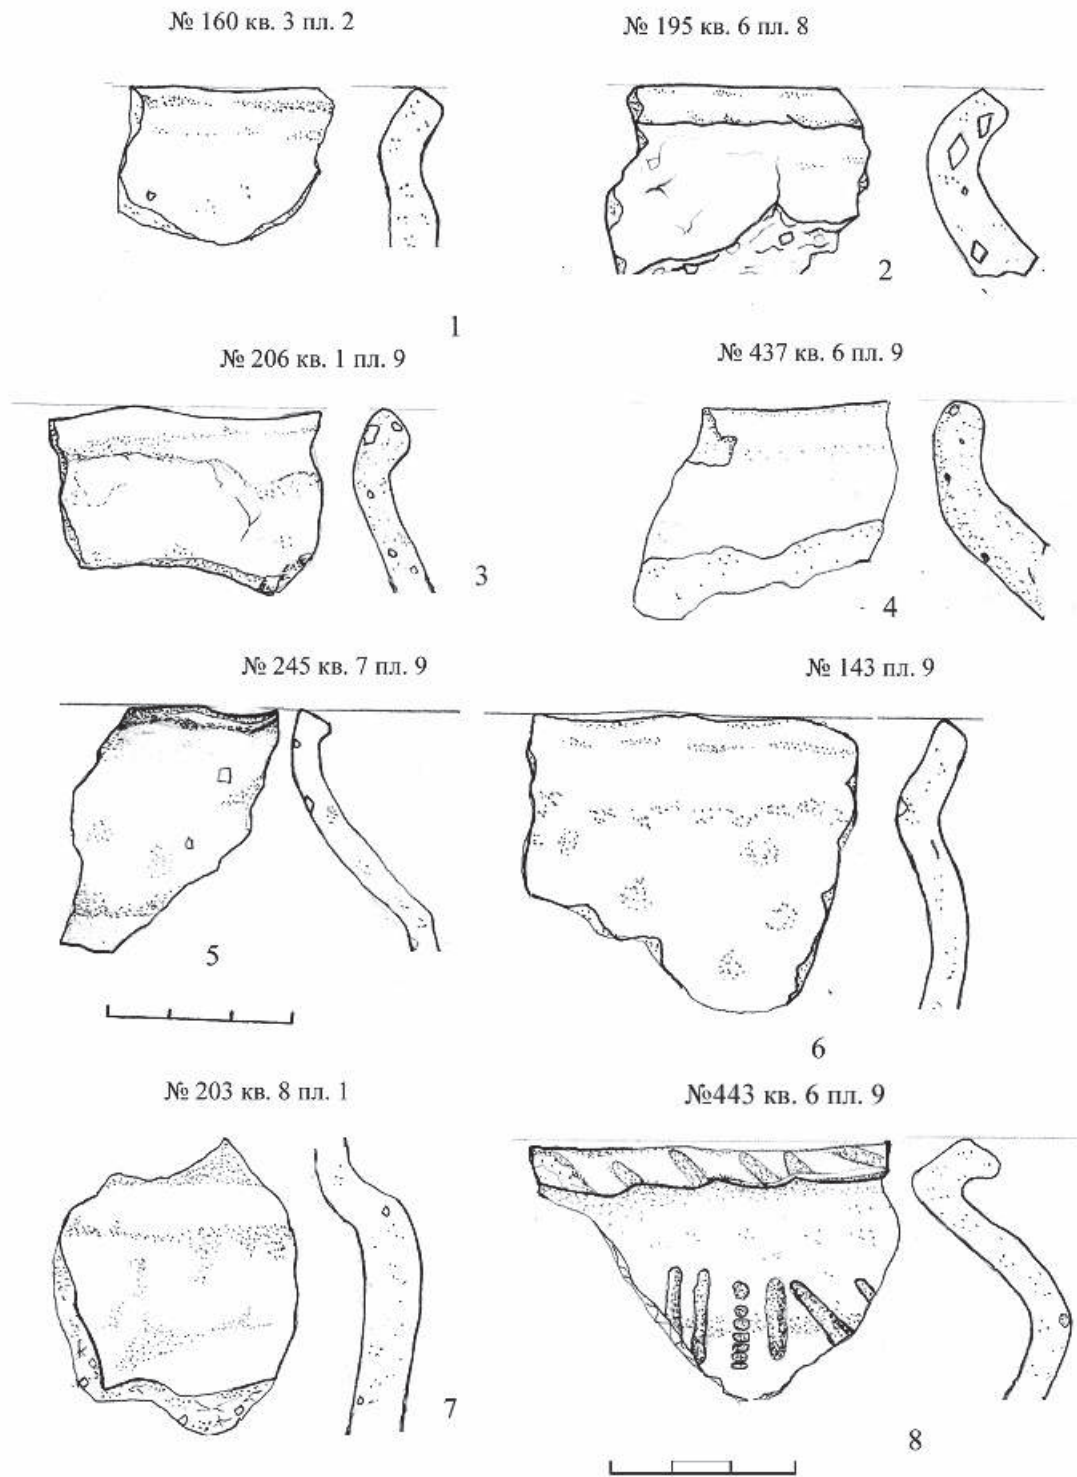 № 160 кв. 3 пл. 2
№ 195 кв. 6 пл. 8
1
2
№ 206 кв. 1 пл. 9
№ 437 кв. 6 пл. 9
3
4
№ 245 кв. 7 пл. 9
№ 143 пл. 9
5
6
№ 203 кв. 8 пл. 1
№443 кв. 6 пл. 9
7
8